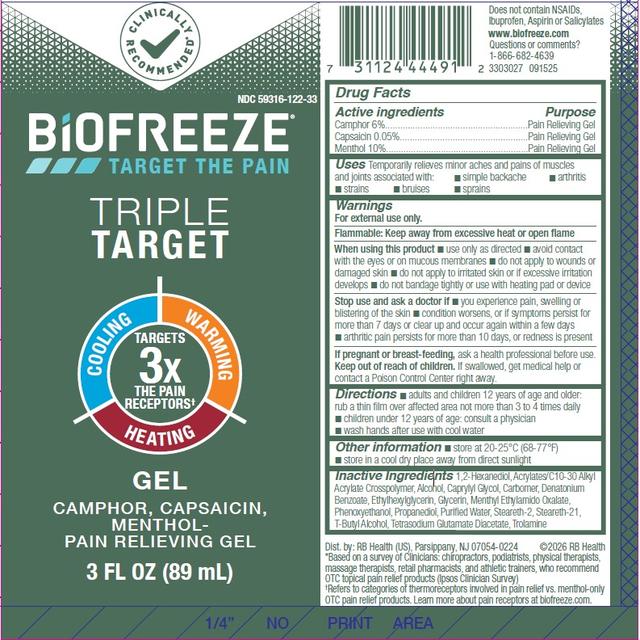 CLINICALLY
RECOMMENDED*
NDC 59316-122-33
BIOFREEZE®
TARGET THE PAIN
TRIPLE
TARGET
COOLING
WARMING
HEATING
TARGETS
3x
THE PAIN
RECEPTORS†
GEL
CAMPHOR, CAPSAICIN,
MENTHOL-
PAIN RELIEVING GEL
3 FL OZ (89 mL)
7 31124 44491 2
Does not contain NSAIDs,
Ibuprofen, Aspirin or Salicylates
www.biofreeze.com
Questions or comments?
1-866-682-4639
3303027 091525
Drug Facts
Active ingredients Purpose
Camphor 6%...Pain Relieving Gel
Capsaicin 0.05%...Pain Relieving Gel
Menthol 10%...Pain Relieving Gel
Uses Temporarily relieves minor aches and pains of muscles
and joints associated with: ■ simple backache ■ arthritis
■ strains ■ bruises ■ sprains
Warnings
For external use only.
Flammable: Keep away from excessive heat or open flame
When using this product ■ use only as directed ■ avoid contact
with the eyes or on mucous membranes ■ do not apply to wounds or
damaged skin ■ do not apply to irritated skin or if excessive irritation
develops ■ do not bandage tightly or use with heating pad or device
Stop use and ask a doctor if ■ you experience pain, swelling or
blistering of the skin ■ condition worsens, or if symptoms persist for
more than 7 days or clear up and occur again within a few days
■ arthritic pain persists for more than 10 days, or redness is present
If pregnant or breast-feeding, ask a health professional before use.
Keep out of reach of children. If swallowed, get medical help or
contact a Poison Control Center right away.
Directions ■ adults and children 12 years of age and older:
rub a thin film over affected area not more than 3 to 4 times daily
■ children under 12 years of age: consult a physician
■ wash hands after use with cool water
Other information ■ store at 20-25°C (68-77°F)
■ store in a cool dry place away from direct sunlight
Inactive Ingredients 1,2-Hexanediol, Acrylates/C10-30 Alkyl
Acrylate Crosspolymer, Alcohol, Caprylyl Glycol, Carbomer, Denatonium
Benzoate, Ethylhexylglycerin, Glycerin, Menthyl Ethylamido Oxalate,
Phenoxyethanol, Propanediol, Purified Water, Steareth-2, Steareth-21,
T-Butyl Alcohol, Tetrasodium Glutamate Diacetate, Trolamine
Dist. by: RB Health (US), Parsippany, NJ 07054-0224 ©2026 RB Health
*Based on a survey of Clinicians: chiropractors, podiatrists, physical therapists,
massage therapists, retail pharmacists, and athletic trainers, who recommend
OTC topical pain relief products (Ipsos Clinician Survey)
†Refers to categories of thermoreceptors involved in pain relief vs. menthol-only
OTC pain relief products. Learn more about pain receptors at biofreeze.com.
1/4" NO PRINT AREA